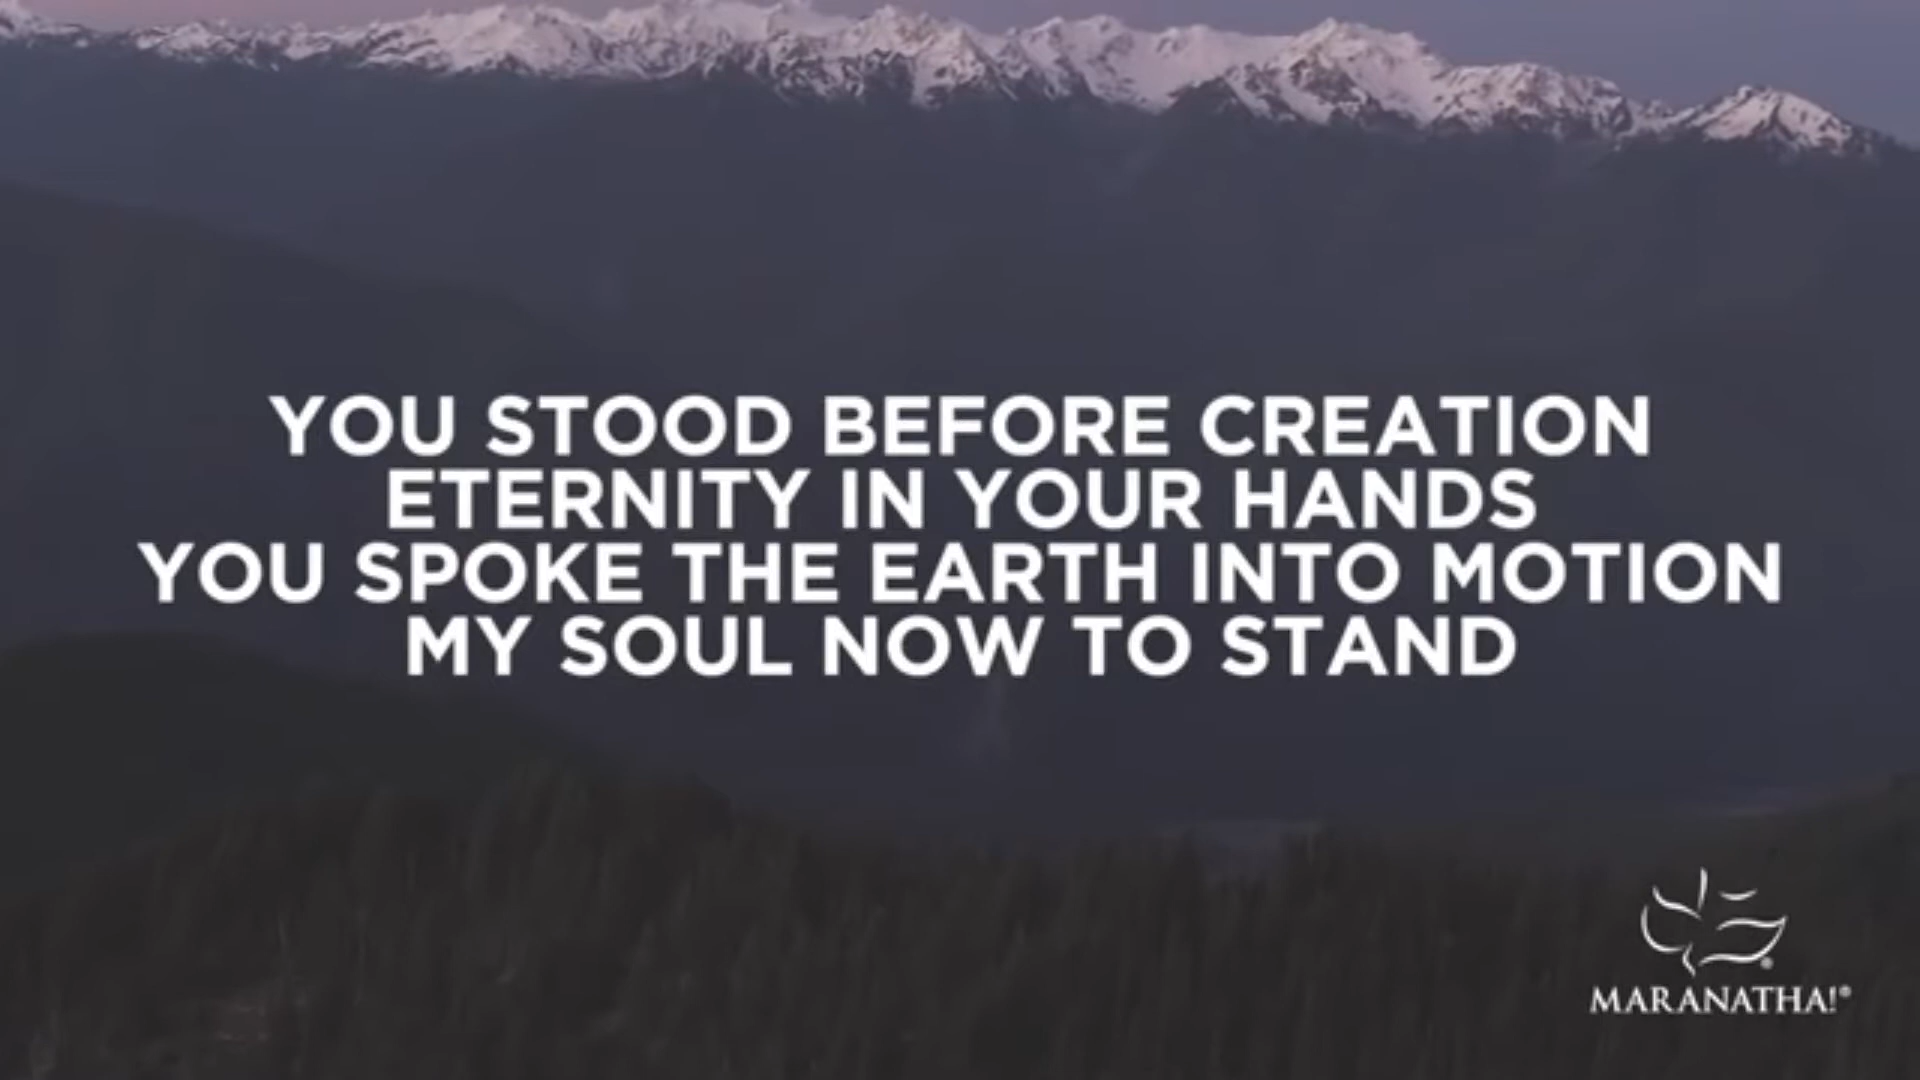 YOU STOOD BEFORE CREATION
ETERNITY IN YOUR HANDS
YOU SPOKE THE EARTH INTO MOTION
MY SOUL NOW TO STAND
MARANATHA!®